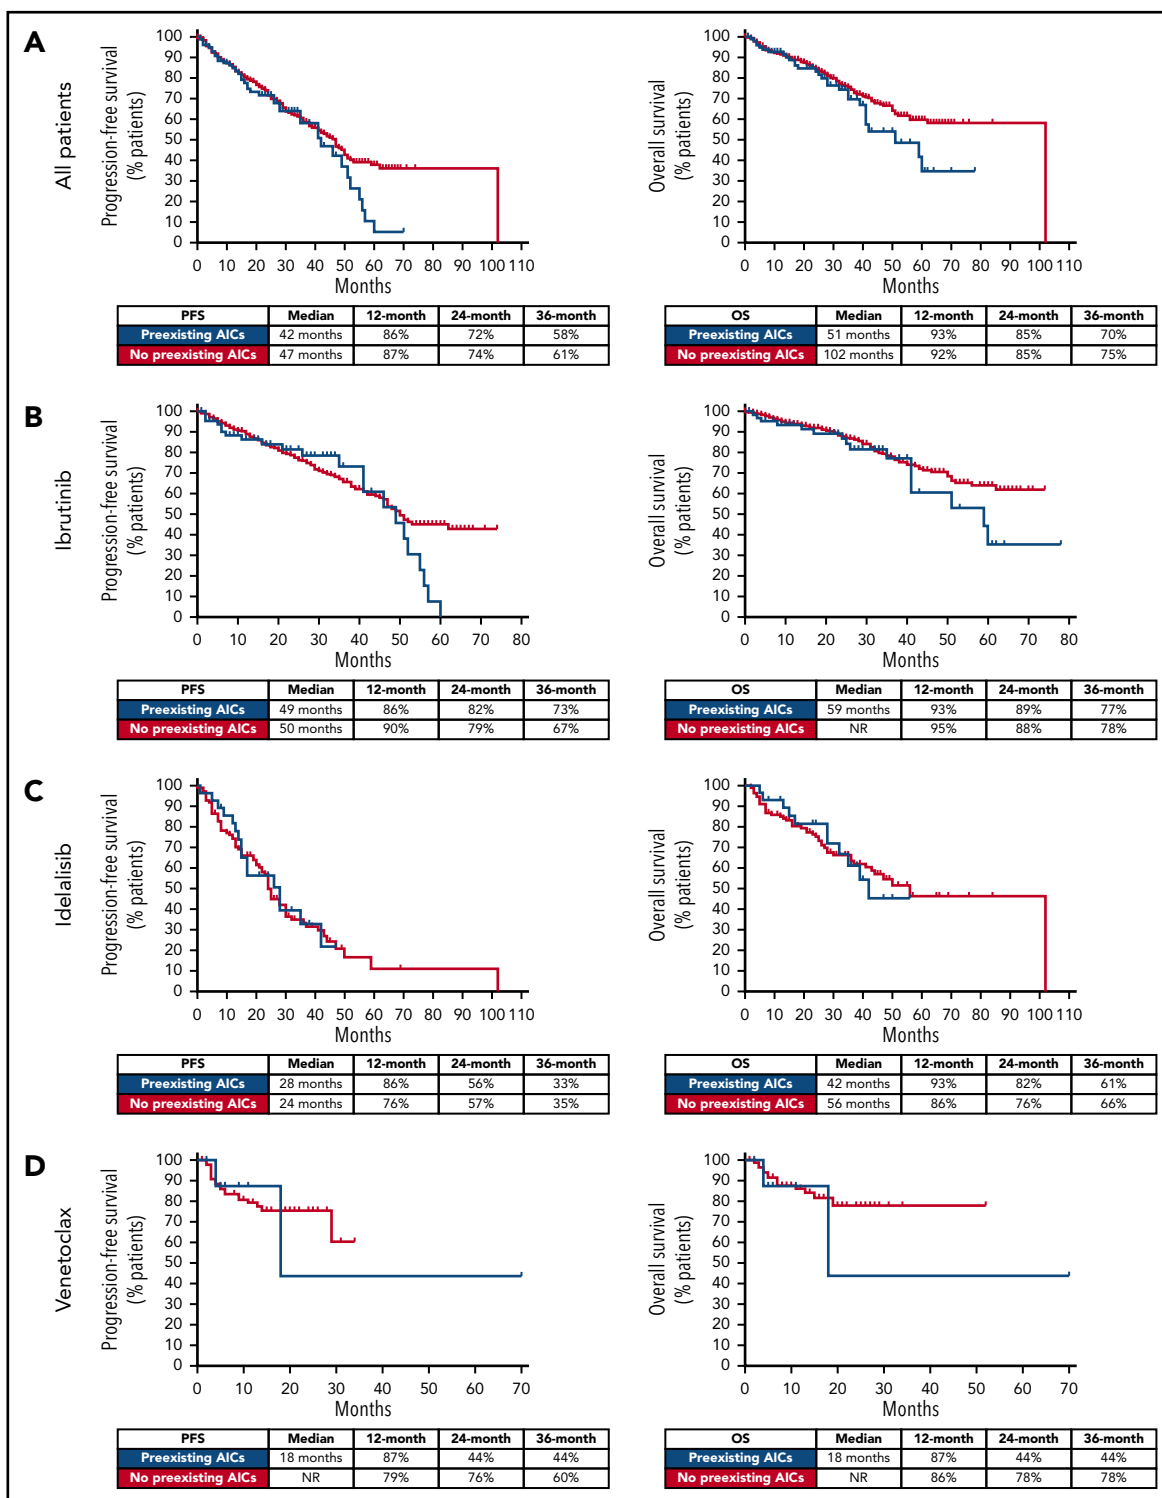 A
All patients
Progression-free survival
(% patients)
100
90
80
70
60
50
40
30
20
10
0
0 10 20 30 40 50 60 70 80 90 100 110
Months
PFS Median 12-month 24-month 36-month
Preexisting AICs 42 months 86% 72% 58%
No preexisting AICs 47 months 87% 74% 61%
Overall survival
(% patients)
100
90
80
70
60
50
40
30
20
10
0
0 10 20 30 40 50 60 70 80 90 100 110
Months
OS Median 12-month 24-month 36-month
Preexisting AICs 51 months 93% 85% 70%
No preexisting AICs 102 months 92% 85% 75%
B
Ibrutinib
Progression-free survival
(% patients)
100
90
80
70
60
50
40
30
20
10
0
0 10 20 30 40 50 60 70 80
Months
PFS Median 12-month 24-month 36-month
Preexisting AICs 49 months 86% 82% 73%
No preexisting AICs 50 months 90% 79% 67%
Overall survival
(% patients)
100
90
80
70
60
50
40
30
20
10
0
0 10 20 30 40 50 60 70 80
Months
OS Median 12-month 24-month 36-month
Preexisting AICs 59 months 93% 89% 77%
No preexisting AICs NR 95% 88% 78%
C
Idelalisib
Progression-free survival
(% patients)
100
90
80
70
60
50
40
30
20
10
0
0 10 20 30 40 50 60 70 80 90 100 110
Months
PFS Median 12-month 24-month 36-month
Preexisting AICs 28 months 86% 56% 33%
No preexisting AICs 24 months 76% 57% 35%
Overall survival
(% patients)
100
90
80
70
60
50
40
30
20
10
0
0 10 20 30 40 50 60 70 80 90 100 110
Months
OS Median 12-month 24-month 36-month
Preexisting AICs 42 months 93% 82% 61%
No preexisting AICs 56 months 86% 76% 66%
D
Venetoclax
Progression-free survival
(% patients)
100
90
80
70
60
50
40
30
20
10
0
0 10 20 30 40 50 60 70
Months
PFS Median 12-month 24-month 36-month
Preexisting AICs 18 months 87% 44% 44%
No preexisting AICs NR 79% 76% 60%
Overall survival
(% patients)
100
90
80
70
60
50
40
30
20
10
0
0 10 20 30 40 50 60 70
Months
OS Median 12-month 24-month 36-month
Preexisting AICs 18 months 87% 44% 44%
No preexisting AICs NR 86% 78% 78%